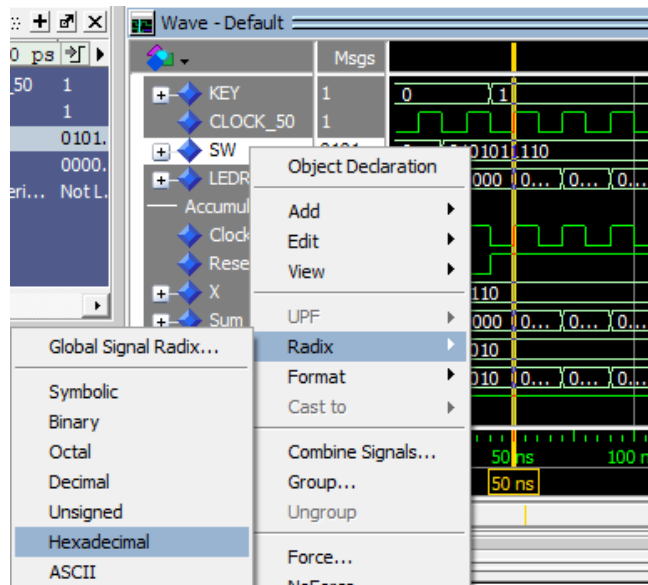 Wave - Default
0 ps
Msgs
_50 1
1
0101.
0000.
eri... Not L.
KEY 1 0 1
CLOCK_50 1
SW
010101110
LEDR 000 0... 0... 0...
Accumul
Clock
Rese
X 110
Sum 000 0... 0... 0...
010
010 0... 0... 0...
50 ns 100 n
50 ns
Object Declaration
Add
Edit
View
UPF
Radix
Format
Cast to
Combine Signals...
Group...
Ungroup
Force...
NoForce
Global Signal Radix...
Symbolic
Binary
Octal
Decimal
Unsigned
Hexadecimal
ASCII